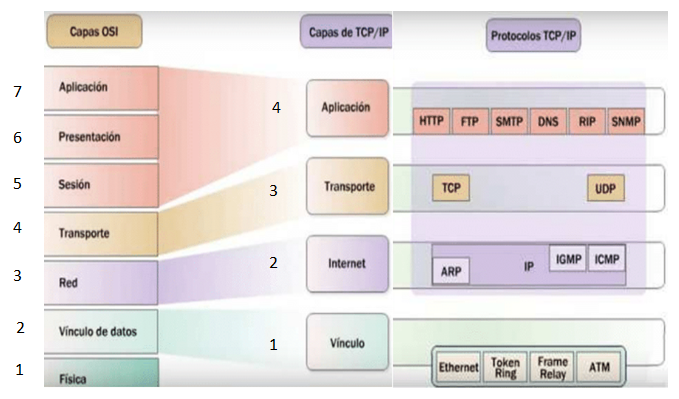 Capas OSI
Capas de TCP/IP
Protocolos TCP/IP
7
Aplicación
6
Presentación
5
Sesión
4
Transporte
3
Red
2
Vínculo de datos
1
Física
4
Aplicación
3
Transporte
2
Internet
1
Vínculo
HTTP
FTP
SMTP
DNS
RIP
SNMP
TCP
UDP
ARP
IP
IGMP
ICMP
Ethernet
Token
Ring
Frame
Relay
ATM